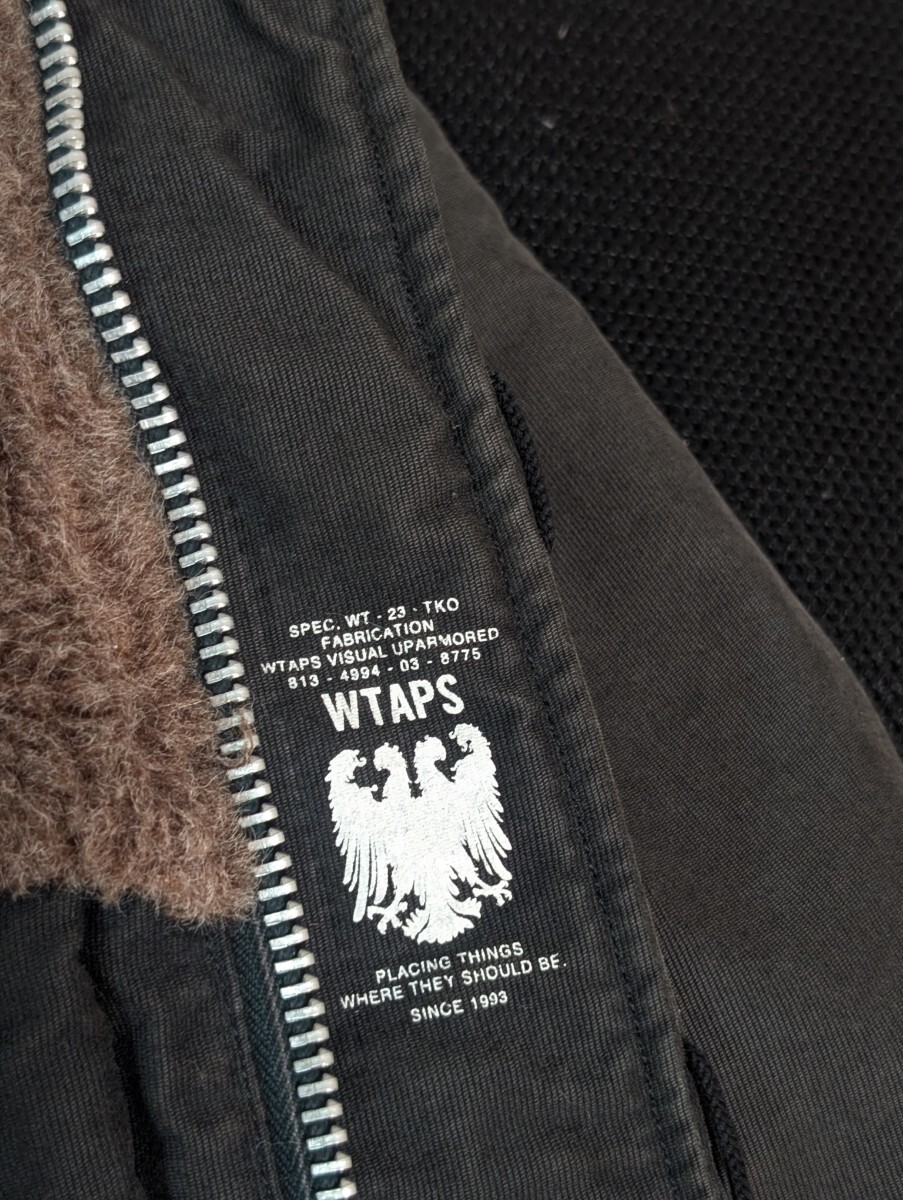 SPEC. WT - 23 - TKO
FABRICATION
WTAPS VISUAL UPARMORED
813 - 4994 - 03 - 8775
WTAPS
PLACING THINGS
WHERE THEY SHOULD BE.
SINCE 1993